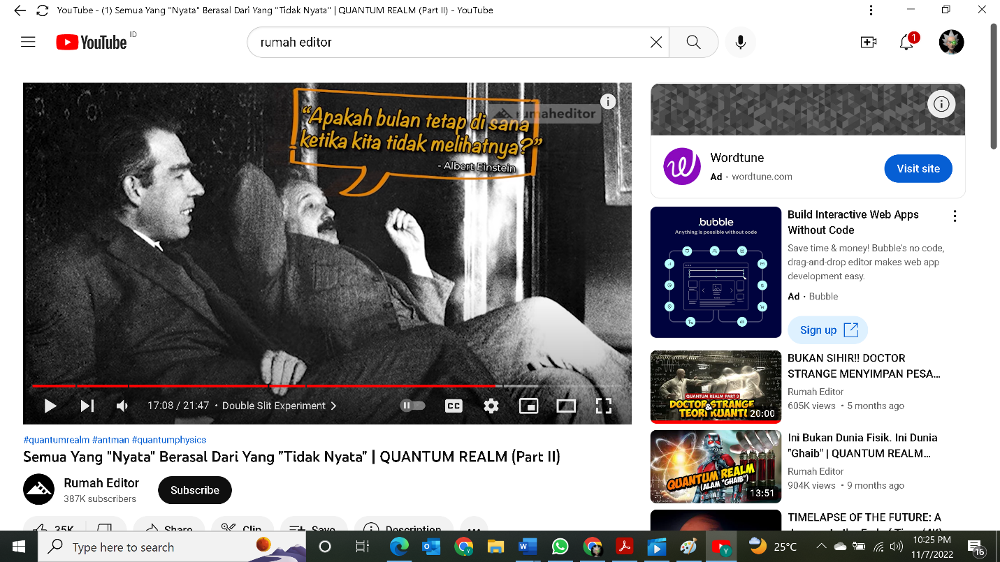 YouTube - (1) Semua Yang "Nyata" Berasal Dari Yang "Tidak Nyata" | QUANTUM REALM (Part II) - YouTube
YouTube ID
rumah editor
1
"Apakah bulan tetap di sana
ketika kita tidak melihatnya?"
- Albert Einstein
rumaheditor
17:08 / 21:47 • Double Slit Experiment
CC
#quantumrealm #antman #quantumphysics
Semua Yang "Nyata" Berasal Dari Yang "Tidak Nyata" | QUANTUM REALM (Part II)
Rumah Editor
387K subscribers
Subscribe
35K
Share
Clip
Save
Description
Wordtune
Ad · wordtune.com
Visit site
.bubble
Anything is possible without code
Build Interactive Web Apps
Without Code
Save time & money! Bubble's no code,
drag-and-drop editor makes web app
development easy.
Ad · Bubble
Sign up
QUANTUM REALM PART 3
DOCTOR STRANGE
&
TEORI KUANTU
20:00
BUKAN SIHIR!! DOCTOR
STRANGE MENYIMPAN PESA...
Rumah Editor
605K views • 5 months ago
QUANTUM REALM
(ALAM "GHAIB")
13:51
Ini Bukan Dunia Fisik. Ini Dunia
"Ghaib" | QUANTUM REALM...
Rumah Editor
904K views • 9 months ago
TIMELAPSE OF THE FUTURE: A
Type here to search
25°C
10:25 PM
11/7/2022
16